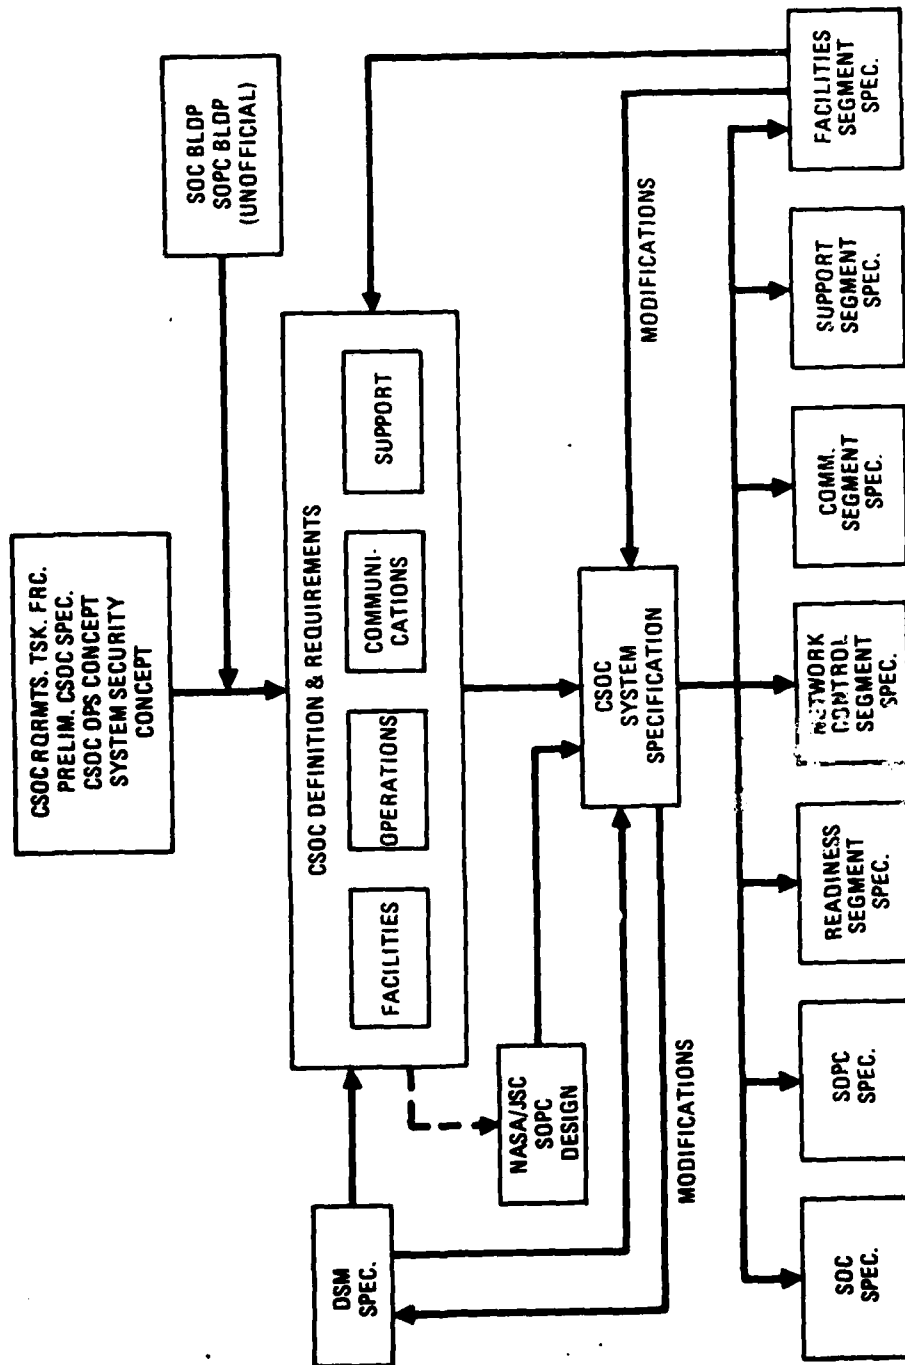 CSOC RQRMTS. TSK. FRC.
PRELIM. CSOC SPEC.
CSOC OPS CONCEPT
SYSTEM SECURITY
CONCEPT
SOC BLDP
SOPC BLDP
(UNOFFICIAL)
CSOC DEFINITION & REQUIREMENTS
FACILITIES
OPERATIONS
COMMUNI-
CATIONS
SUPPORT
DSM
SPEC.
NASA/JSC
SOPC
DESIGN
CSOC
SYSTEM
SPECIFICATION
MODIFICATIONS
MODIFICATIONS
SOC
SPEC.
SOPC
SPEC.
READINESS
SEGMENT
SPEC.
NETWORK
CONTROL
SEGMENT
SPEC.
COMM.
SEGMENT
SPEC.
SUPPORT
SEGMENT
SPEC.
FACILITIES
SEGMENT
SPEC.